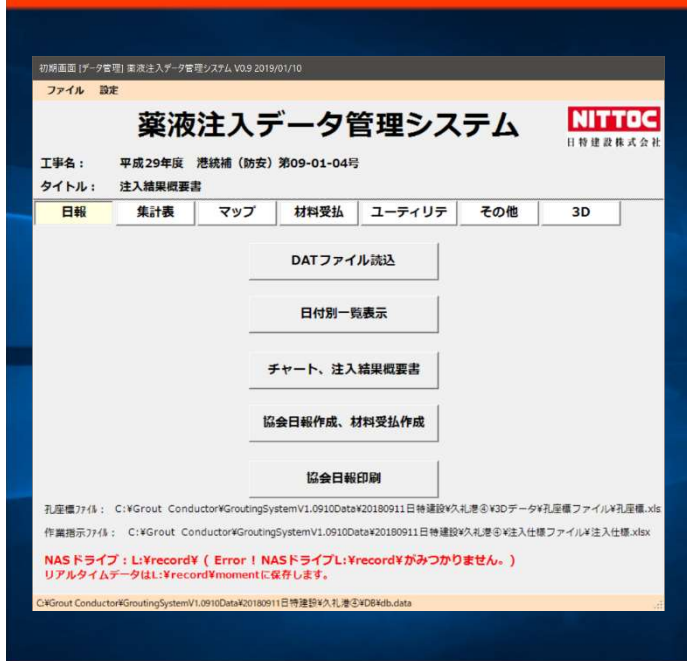 初期画面 [データ管理] 薬液注入データ管理システム V0.9 2019/01/10
ファイル 設定
薬液注入データ管理システム
NITTOC
日特建設株式会社
工事名： 平成29年度 港統補（防安）第09-01-04号
タイトル： 注入結果概要書
日報 集計表 マップ 材料受払 ユーティリテ その他 3D
DATファイル読込
日付別一覧表示
チャート、注入結果概要書
協会日報作成、材料受払作成
協会日報印刷
孔座標ﾌｧｲﾙ： C:¥Grout Conductor¥GroutingSystemV1.0910Data¥20180911日特建設¥久礼港④¥3Dデータ¥孔座標ファイル¥孔座標.xls
作業指示ﾌｧｲﾙ： C:¥Grout Conductor¥GroutingSystemV1.0910Data¥20180911日特建設¥久礼港④¥注入仕様ファイル¥注入仕様.xlsx
NASドライブ：L:¥record¥ ( Error ! NASドライブL:¥record¥がみつかりません。)
リアルタイムデータはL:¥record¥momentに保存します。
C:¥Grout Conductor¥GroutingSystemV1.0910Data¥20180911日特建設¥久礼港④¥DB¥db.data